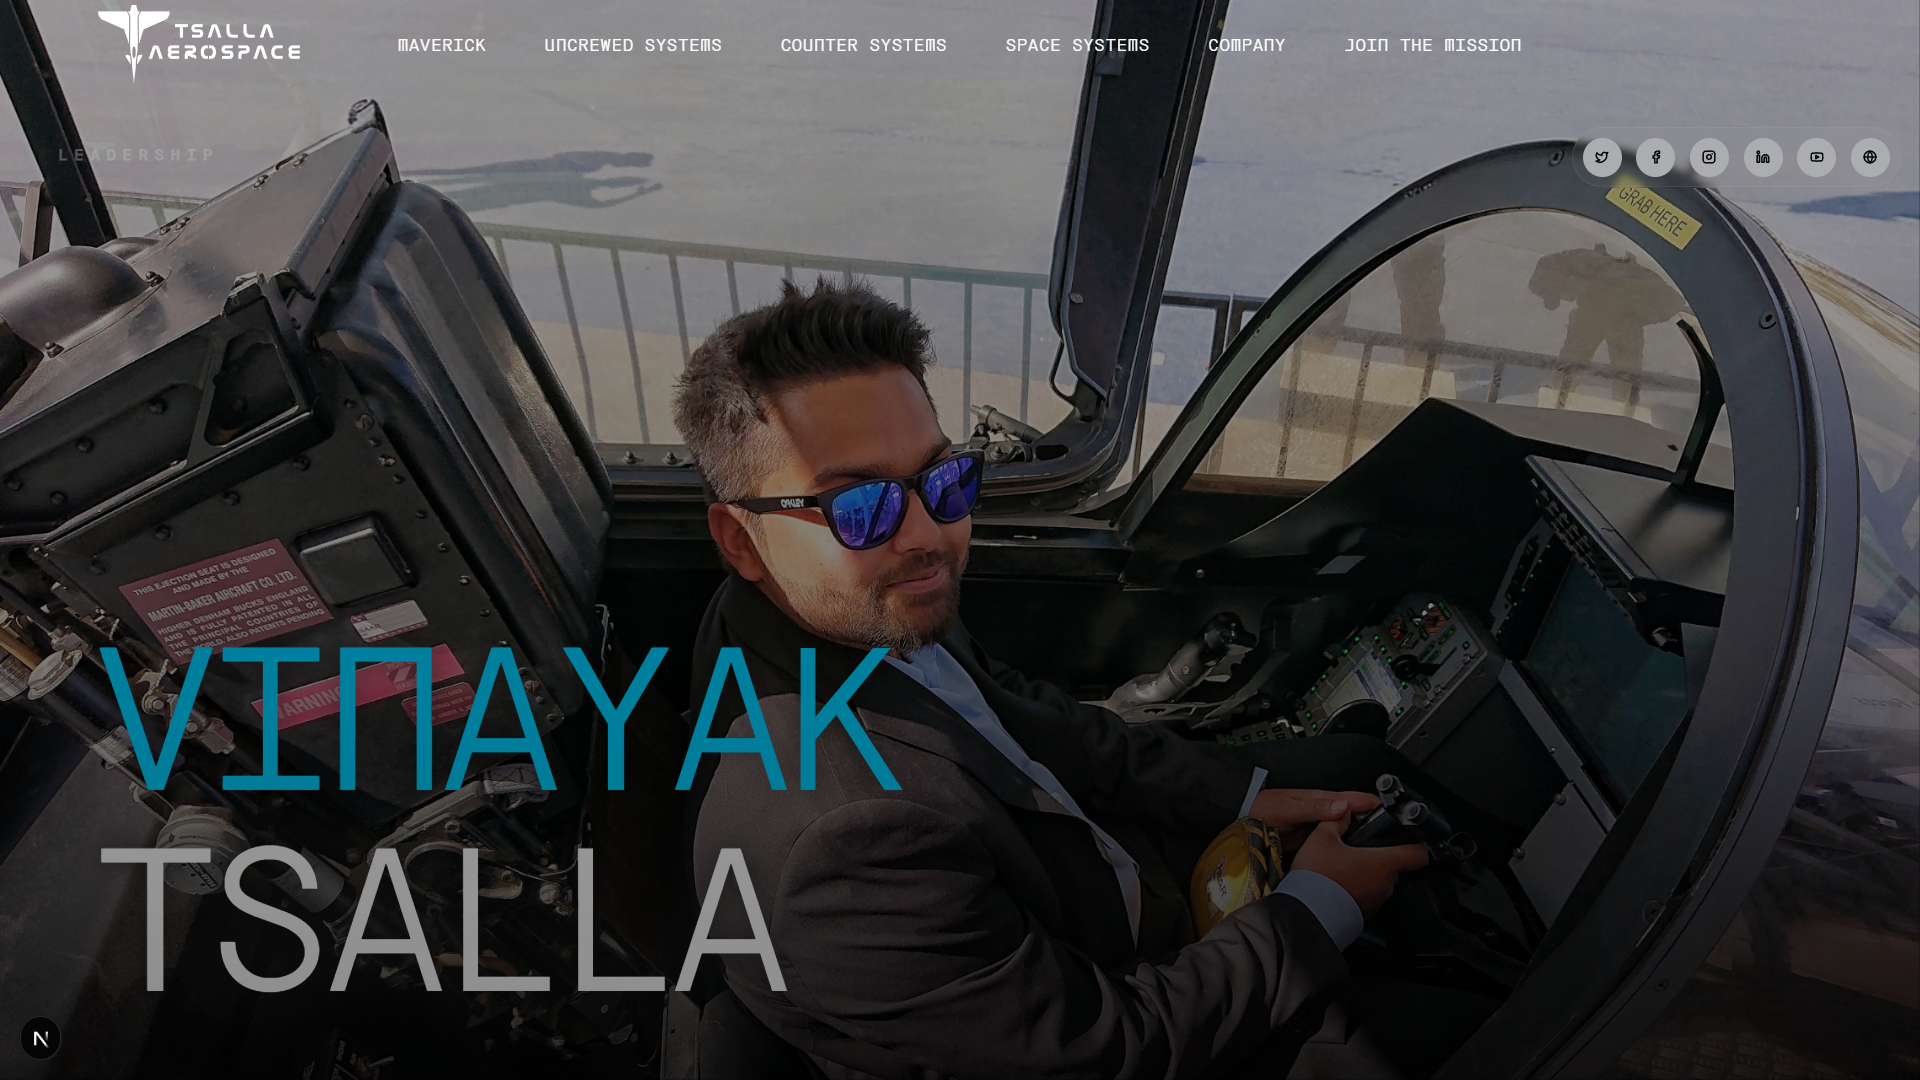 TSALLA
AEROSPACE
MAVERICK
UNCREWED SYSTEMS
COUNTER SYSTEMS
SPACE SYSTEMS
COMPANY
JOIN THE MISSION
LEADERSHIP
GRAB HERE
OAKLEY
THIS EJECTION SEAT IS DESIGNED
AND MADE BY THE
MARTIN-BAKER AIRCRAFT CO. LTD.
HIGHER DENHAM BUCKS ENGLAND
AND IS FULLY PATENTED IN ALL
THE PRINCIPAL COUNTRIES OF
THE WORLD. ALSO PATENTS PENDING
WARNING
VINAYAK
TSALLA
N